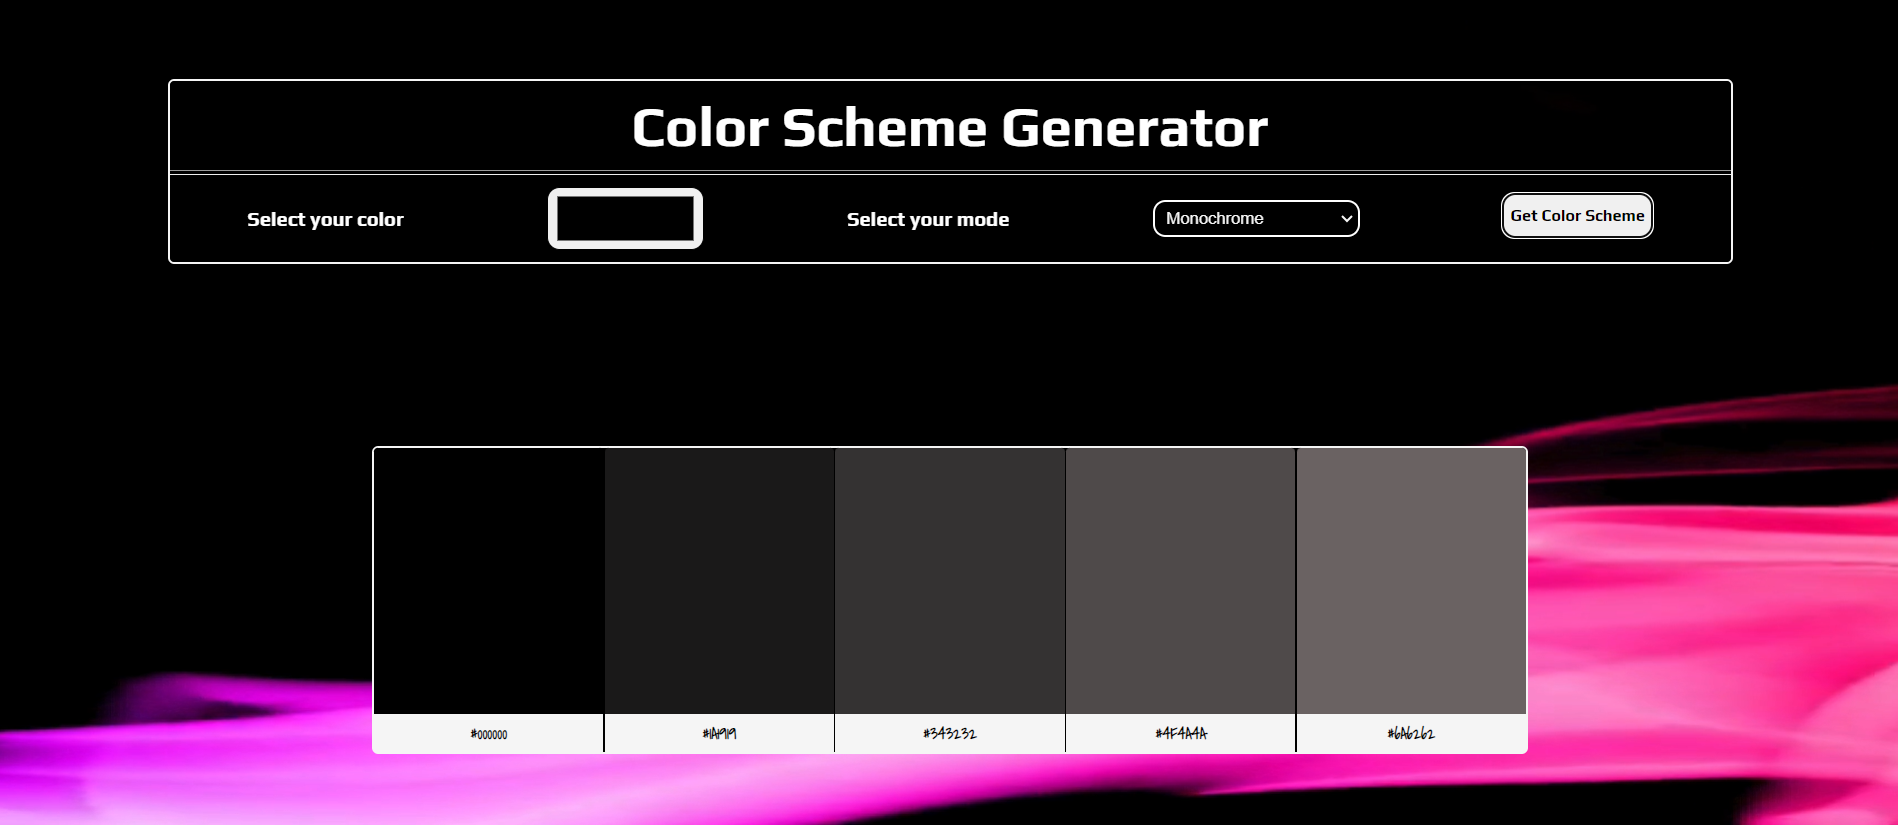 Color Scheme Generator
Select your color
Select your mode
Monochrome
Get Color Scheme
#000000
#1A1919
#343232
#4F4A4A
#6A6262